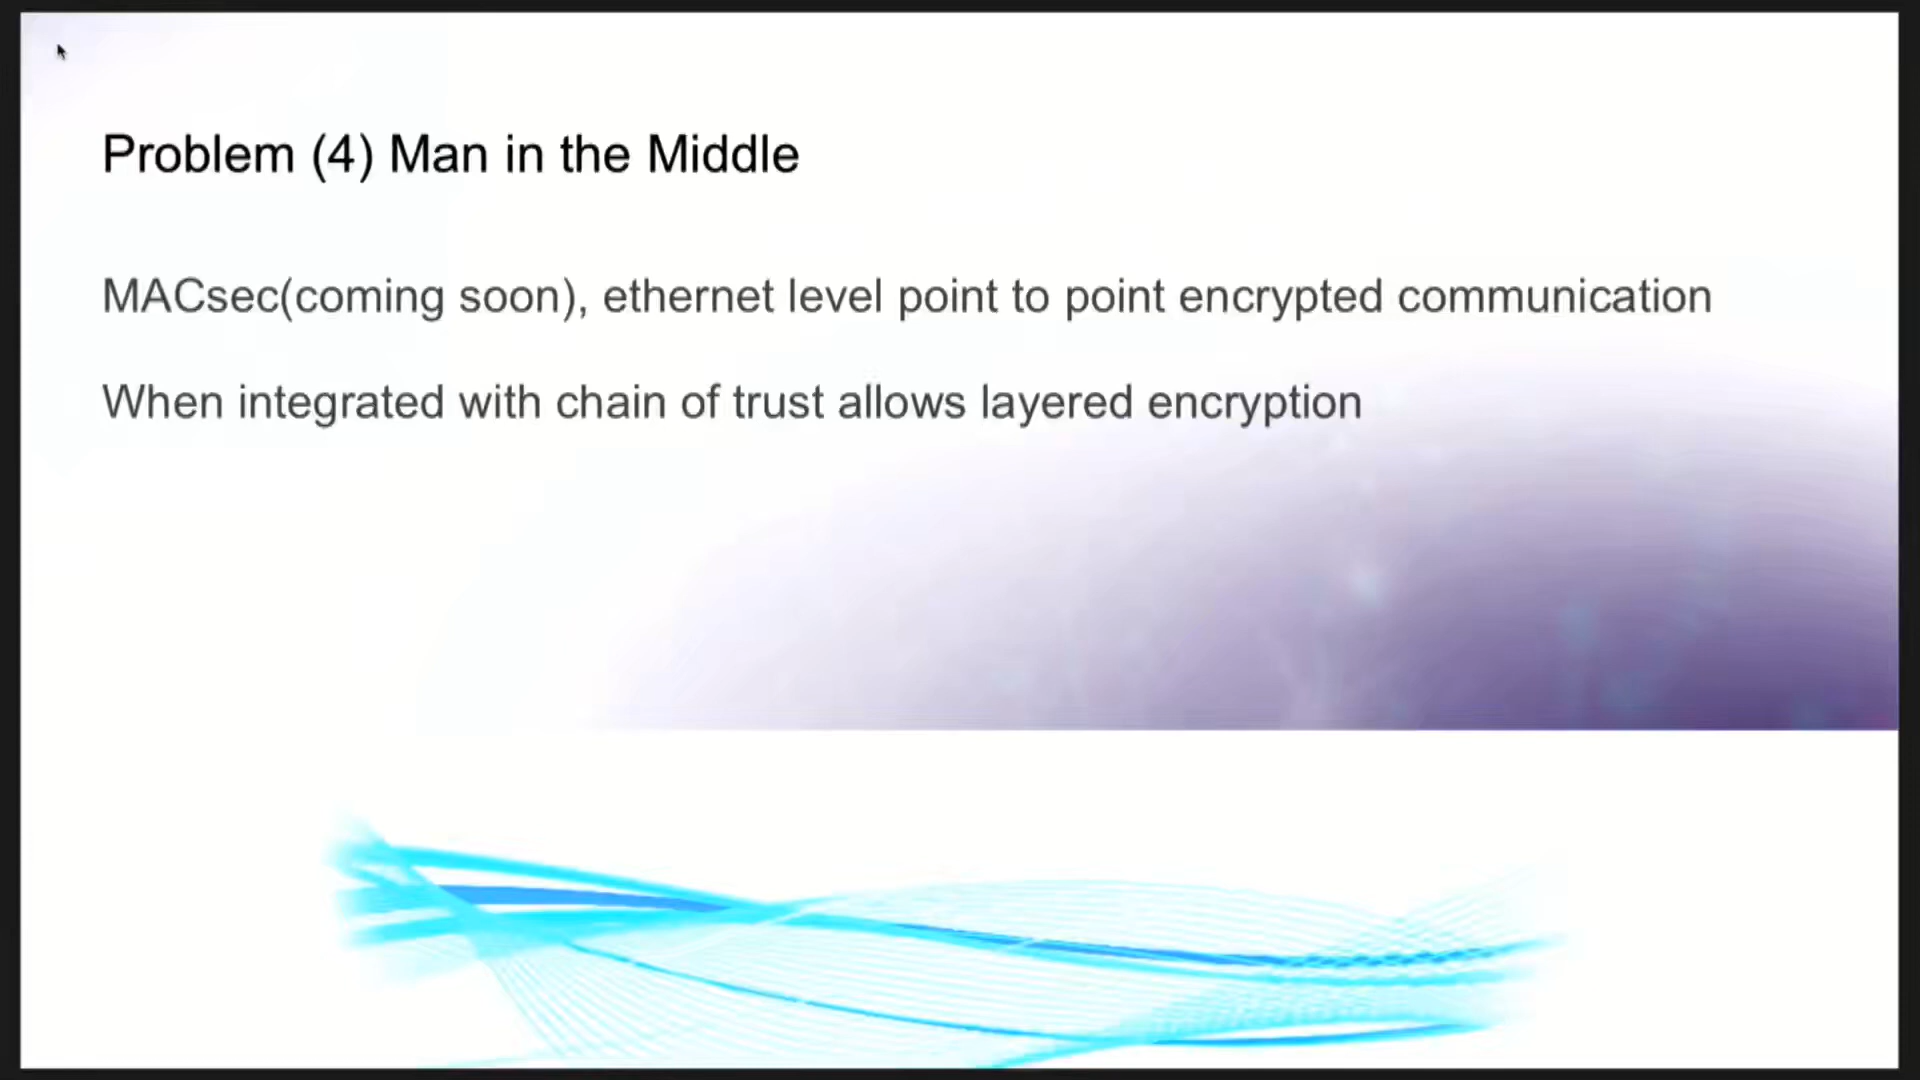 Problem (4) Man in the Middle
MACsec(coming soon), ethernet level point to point encrypted communication
When integrated with chain of trust allows layered encryption